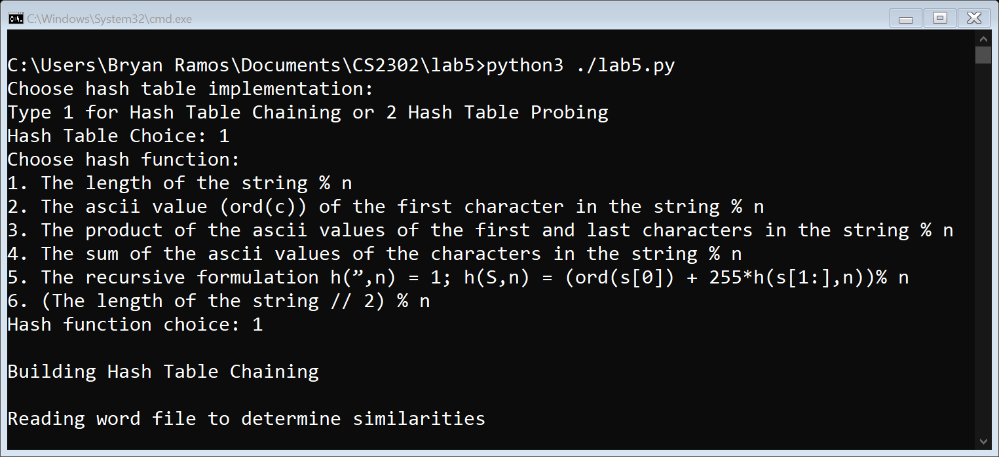 C:\Windows\System32\cmd.exe
C:\Users\Bryan Ramos\Documents\CS2302\lab5>python3 ./lab5.py
Choose hash table implementation:
Type 1 for Hash Table Chaining or 2 Hash Table Probing
Hash Table Choice: 1
Choose hash function:
1. The length of the string % n
2. The ascii value (ord(c)) of the first character in the string % n
3. The product of the ascii values of the first and last characters in the string % n
4. The sum of the ascii values of the characters in the string % n
5. The recursive formulation h(”,n) = 1; h(S,n) = (ord(s[0]) + 255*h(s[1:],n))% n
6. (The length of the string // 2) % n
Hash function choice: 1
Building Hash Table Chaining
Reading word file to determine similarities